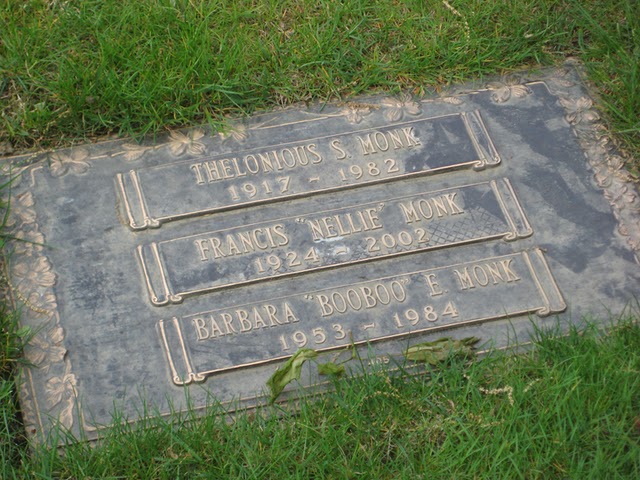 THELONIOUS S. MONK
1917 - 1982
FRANCIS "NELLIE" MONK
1924 - 2002
BARBARA "BOOBOO" E. MONK
1953 - 1984